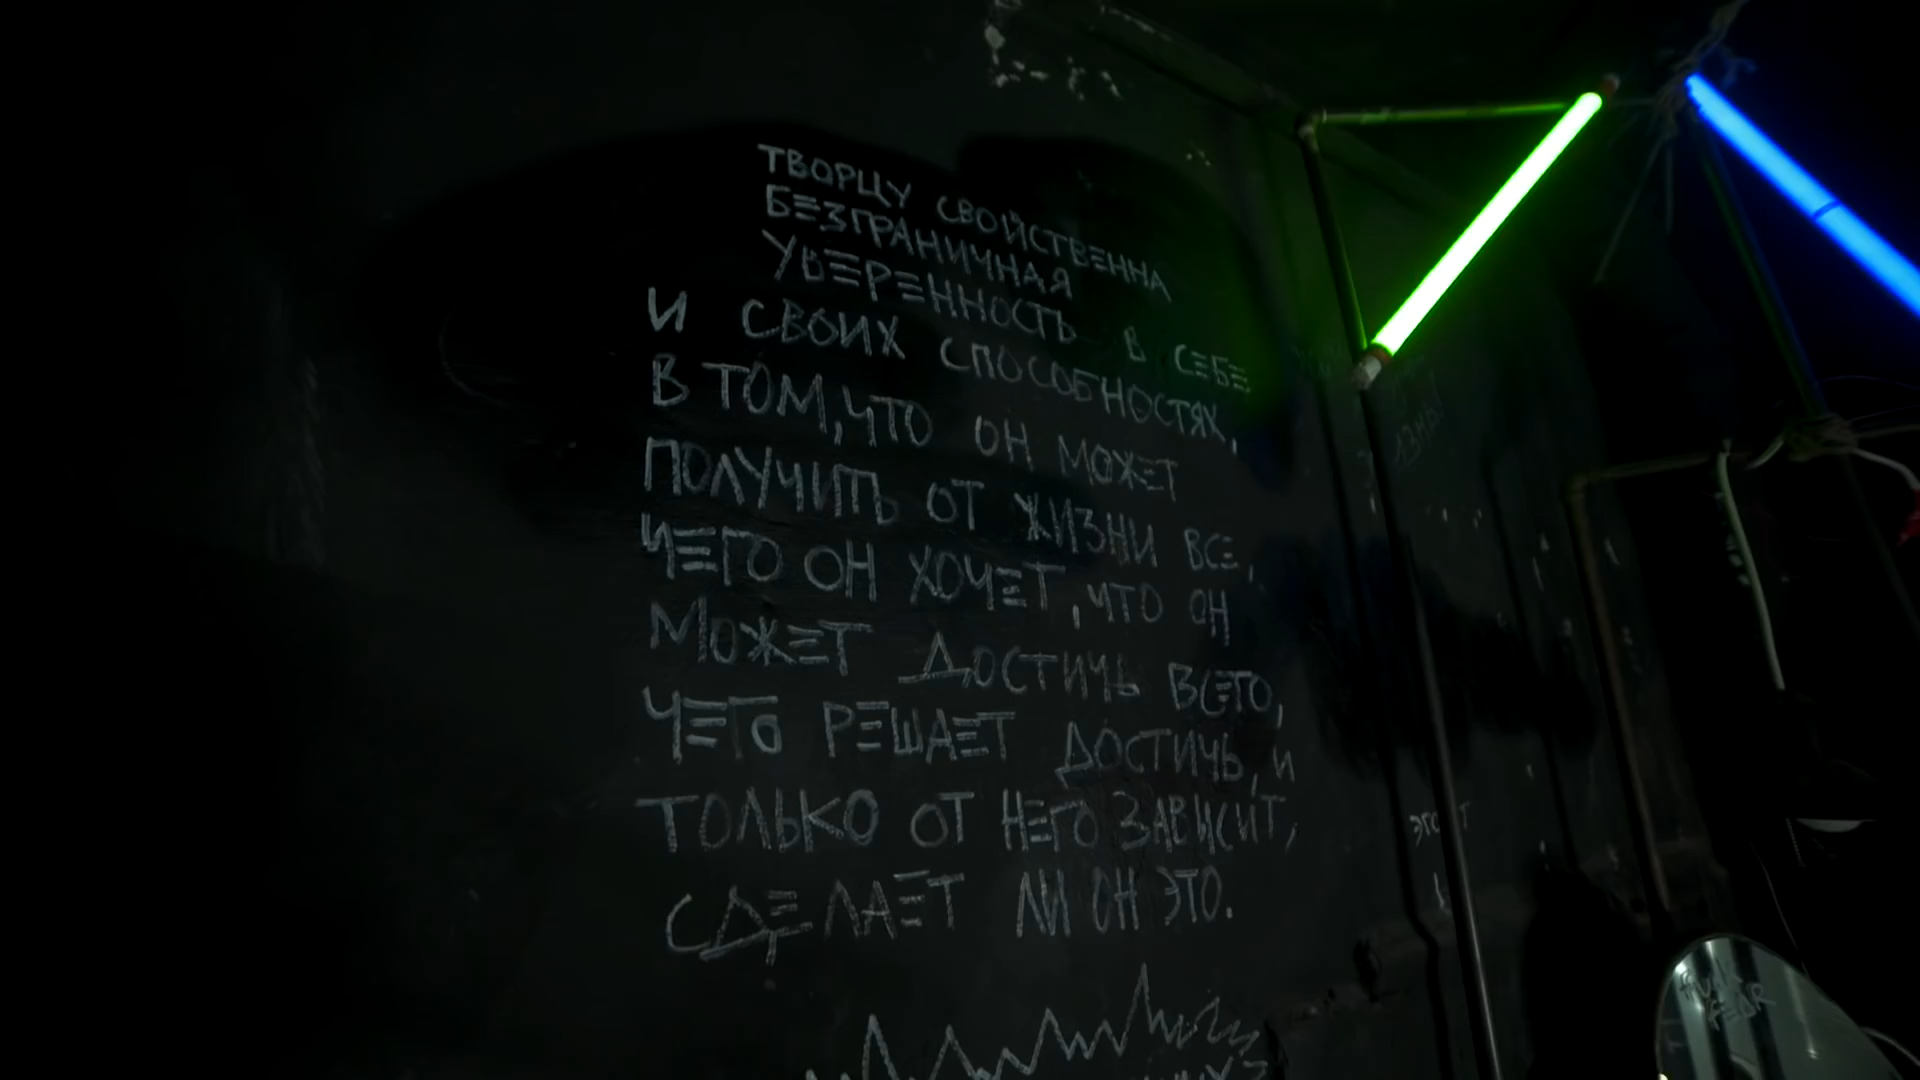 ТВОРЦУ СВОЙСТВЕННА
БЕЗГРАНИЧНАЯ
УВЕРЕННОСТЬ В СЕБЕ
И СВОИХ СПОСОБНОСТЯХ,
В ТОМ, ЧТО ОН МОЖЕТ
ПОЛУЧИТЬ ОТ ЖИЗНИ ВСЕ,
ЧЕГО ОН ХОЧЕТ, ЧТО ОН
МОЖЕТ ДОСТИЧЬ ВСЕГО,
ЧЕГО РЕШАЕТ ДОСТИЧЬ, И
ТОЛЬКО ОТ НЕГО ЗАВИСИТ,
СДЕЛАЕТ ЛИ ОН ЭТО.
FEAR